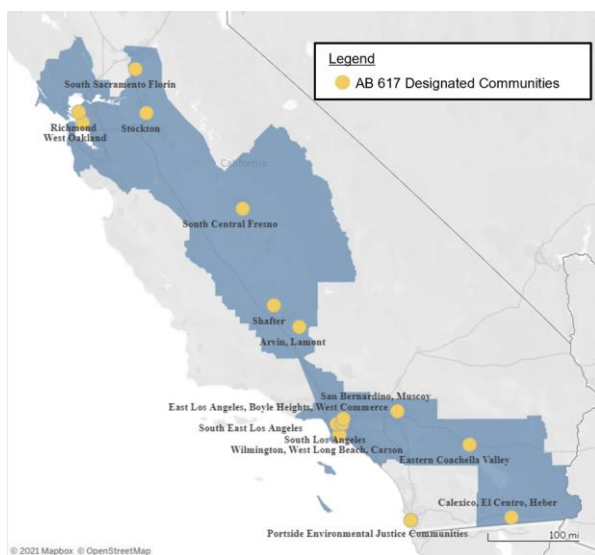 Legend
AB 617 Designated Communities
South Sacramento Florin
Richmond
West Oakland
Stockton
California
South Central Fresno
Shafter
Arvin, Lamont
San Bernardino, Muscoy
East Los Angeles, Boyle Heights, West Commerce
South East Los Angeles
South Los Angeles
Wilmington, West Long Beach, Carson
Eastern Coachella Valley
Calexico, El Centro, Heber
Portside Environmental Justice Communities
100 mi
© 2021 Mapbox © OpenStreetMap